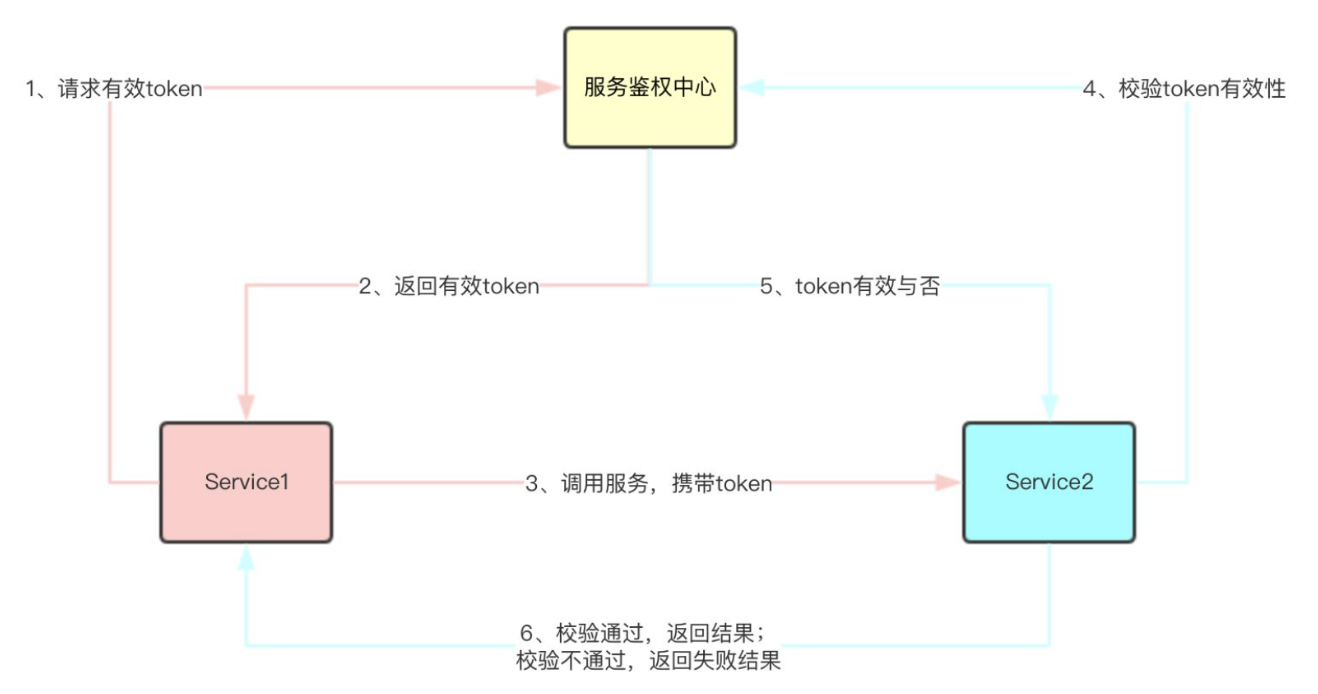 服务鉴权中心
1、请求有效token
4、校验token有效性
2、返回有效token
5、token有效与否
Service1
3、调用服务，携带token
Service2
6、校验通过，返回结果；
校验不通过，返回失败结果